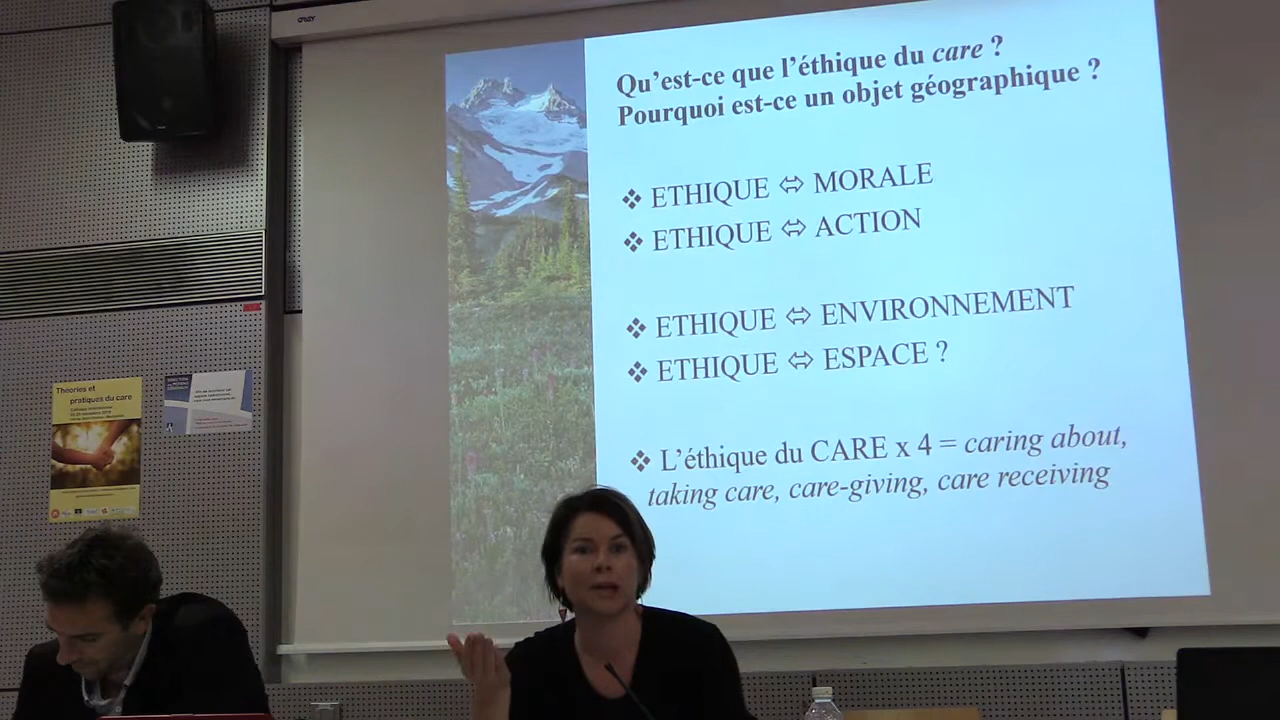 Qu'est-ce que l'éthique du care ?
Pourquoi est-ce un objet géographique ?
❖ ETHIQUE ⇔ MORALE
❖ ETHIQUE ⇔ ACTION
❖ ETHIQUE ⇔ ENVIRONNEMENT
❖ ETHIQUE ⇔ ESPACE ?
❖ L'éthique du CARE x 4 = caring about,
taking care, care-giving, care receiving
Théories et
pratiques du care